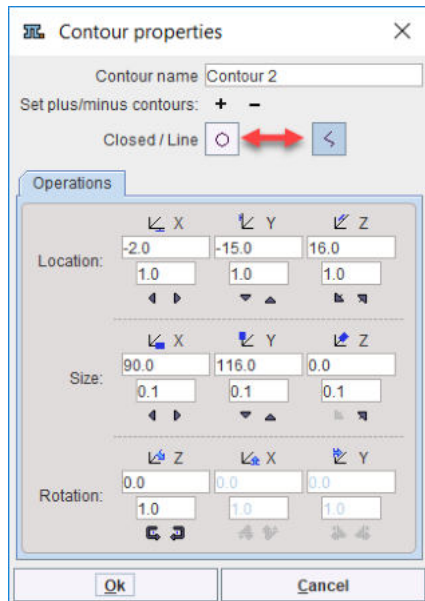 Contour properties
Contour name Contour 2
Set plus/minus contours: + -
Closed / Line
Operations
X Y Z
Location: -2.0 -15.0 16.0
1.0 1.0 1.0
X Y Z
Size: 90.0 116.0 0.0
0.1 0.1 0.1
Z X Y
Rotation: 0.0 0.0 0.0
1.0 1.0 1.0
Ok Cancel